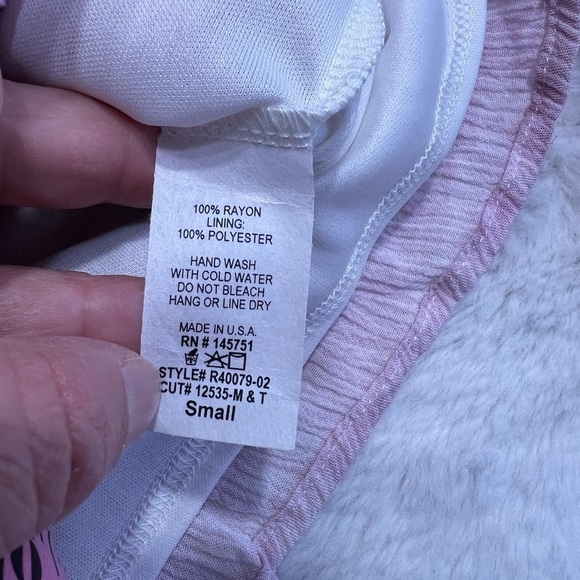 100% RAYON
LINING:
100% POLYESTER
HAND WASH
WITH COLD WATER
DO NOT BLEACH
HANG OR LINE DRY
MADE IN U.S.A.
RN # 145751
STYLE# R40079-02
CUT# 12535-M & T
Small